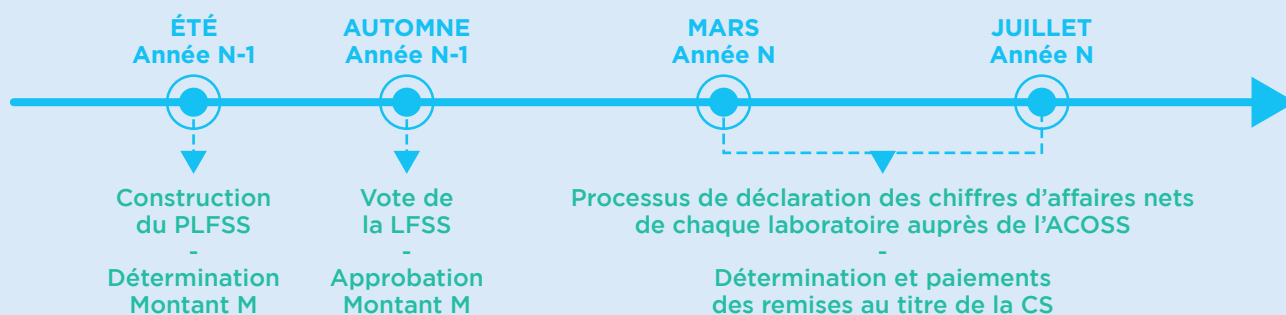 ÉTÉ
Année N-1
AUTOMNE
Année N-1
MARS
Année N
JUILLET
Année N
Construction
du PLFSS
-
Détermination
Montant M
Vote de
la LFSS
-
Approbation
Montant M
Processus de déclaration des chiffres d'affaires nets
de chaque laboratoire auprès de l'ACOSS
-
Détermination et paiements
des remises au titre de la CS